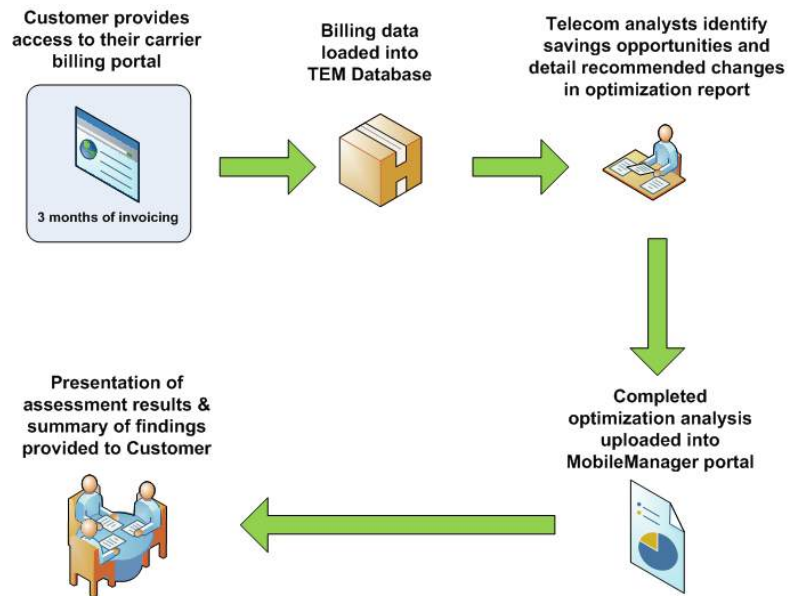 Customer provides
access to their carrier
billing portal
3 months of invoicing
Billing data
loaded into
TEM Database
Telecom analysts identify
savings opportunities and
detail recommended changes
in optimization report
Completed
optimization analysis
uploaded into
MobileManager portal
Presentation of
assessment results &
summary of findings
provided to Customer